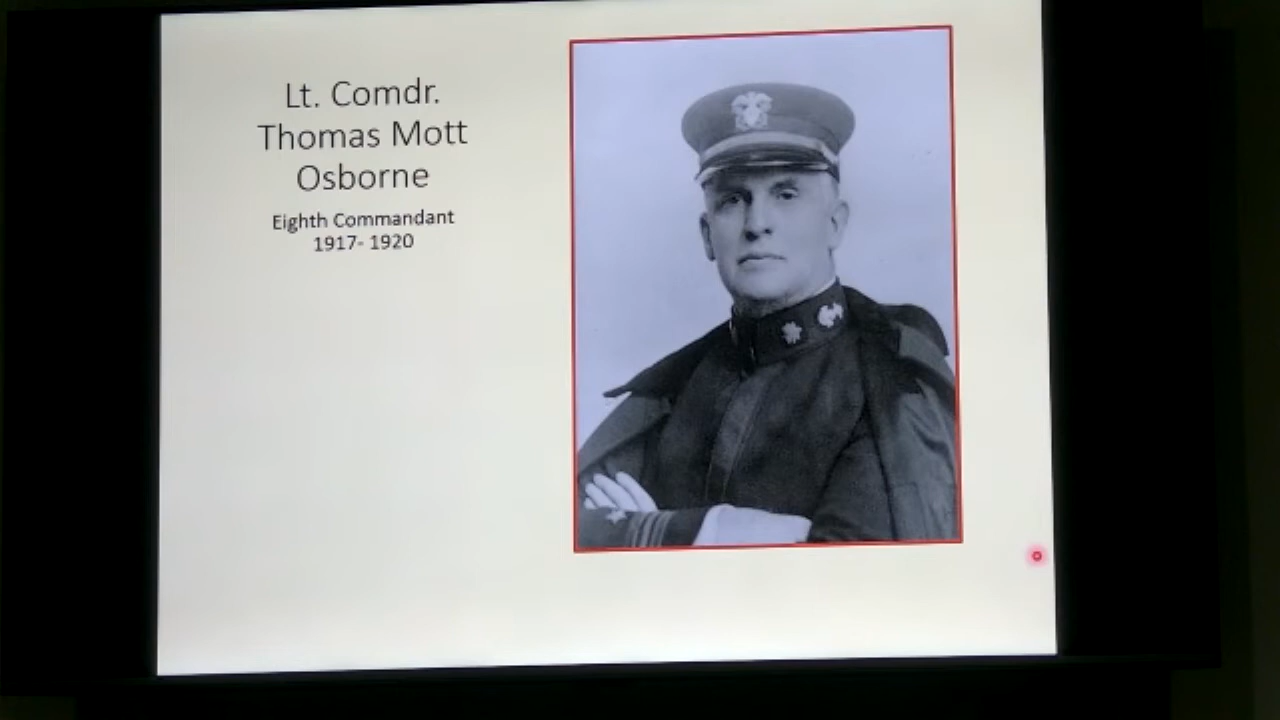 Lt. Comdr.
Thomas Mott
Osborne
Eighth Commandant
1917- 1920